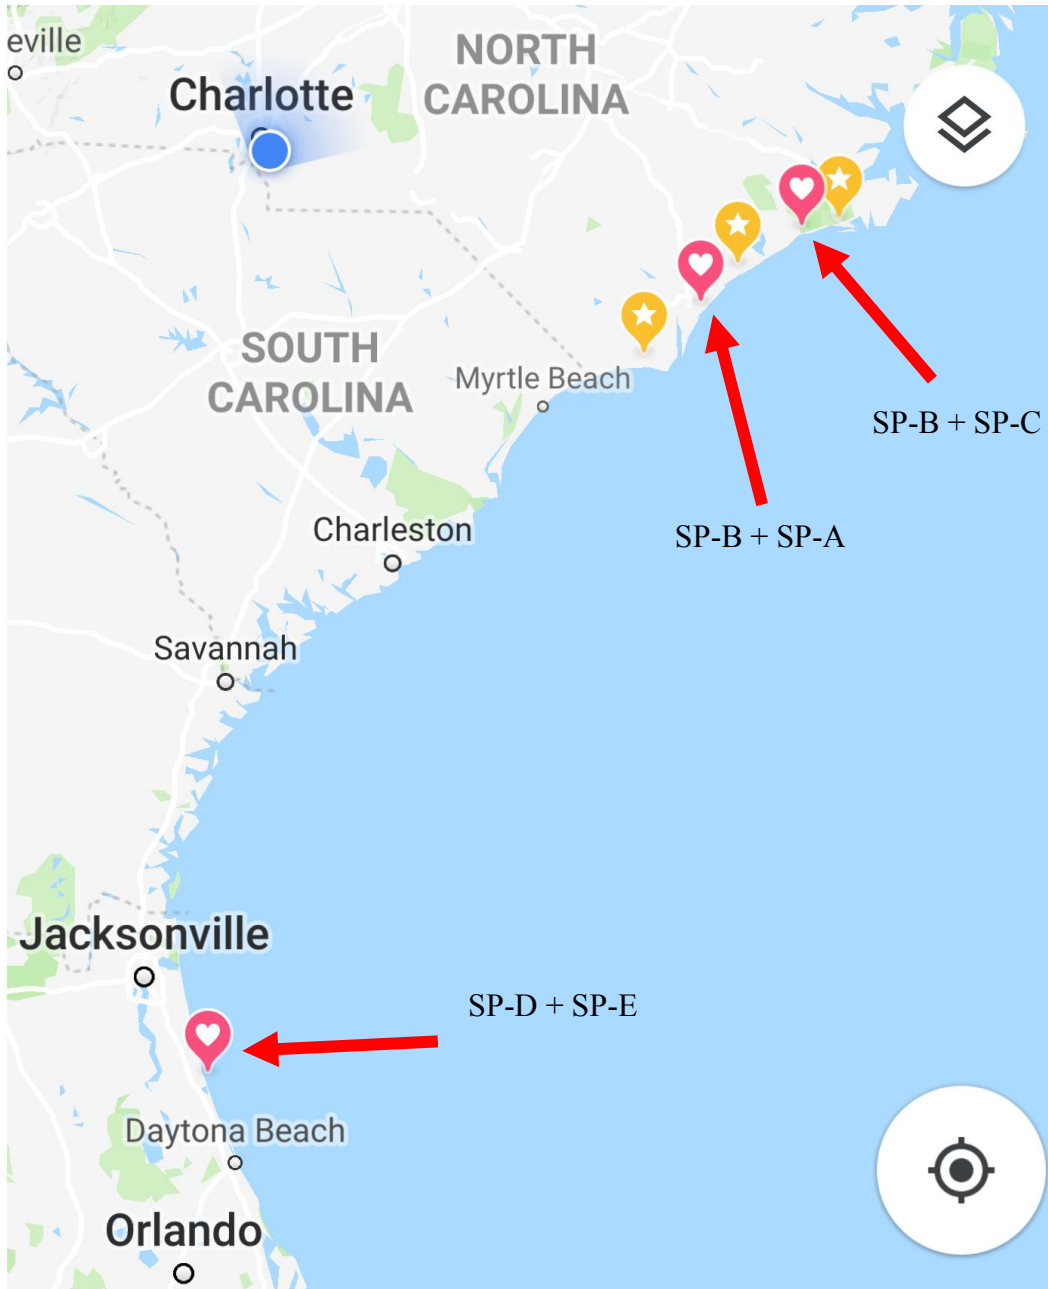 eville
NORTH
CAROLINA
Charlotte
SOUTH
CAROLINA
Myrtle Beach
SP-B + SP-C
SP-B + SP-A
Charleston
Savannah
Jacksonville
SP-D + SP-E
Daytona Beach
Orlando